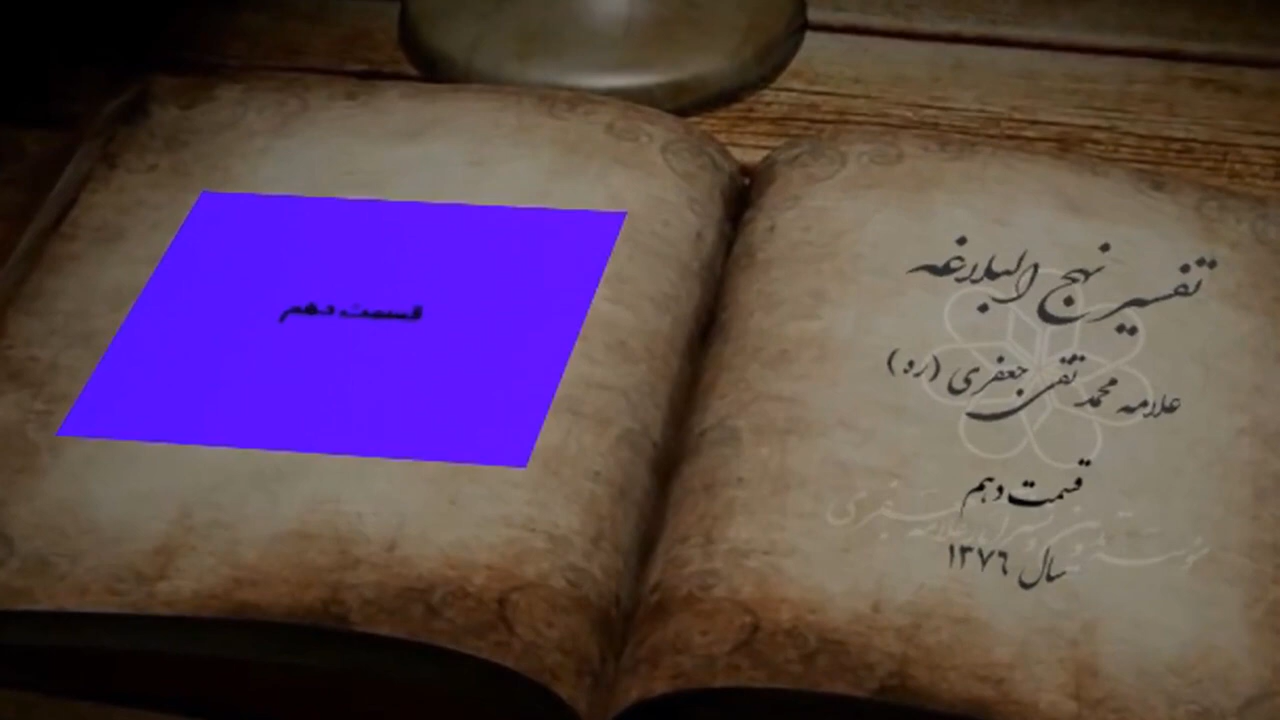 تفسیر نهج البلاغه
علامه محمد تقی جعفری (ره)
قسمت دهم
سال ۱۳۷۶
قسمت دهم